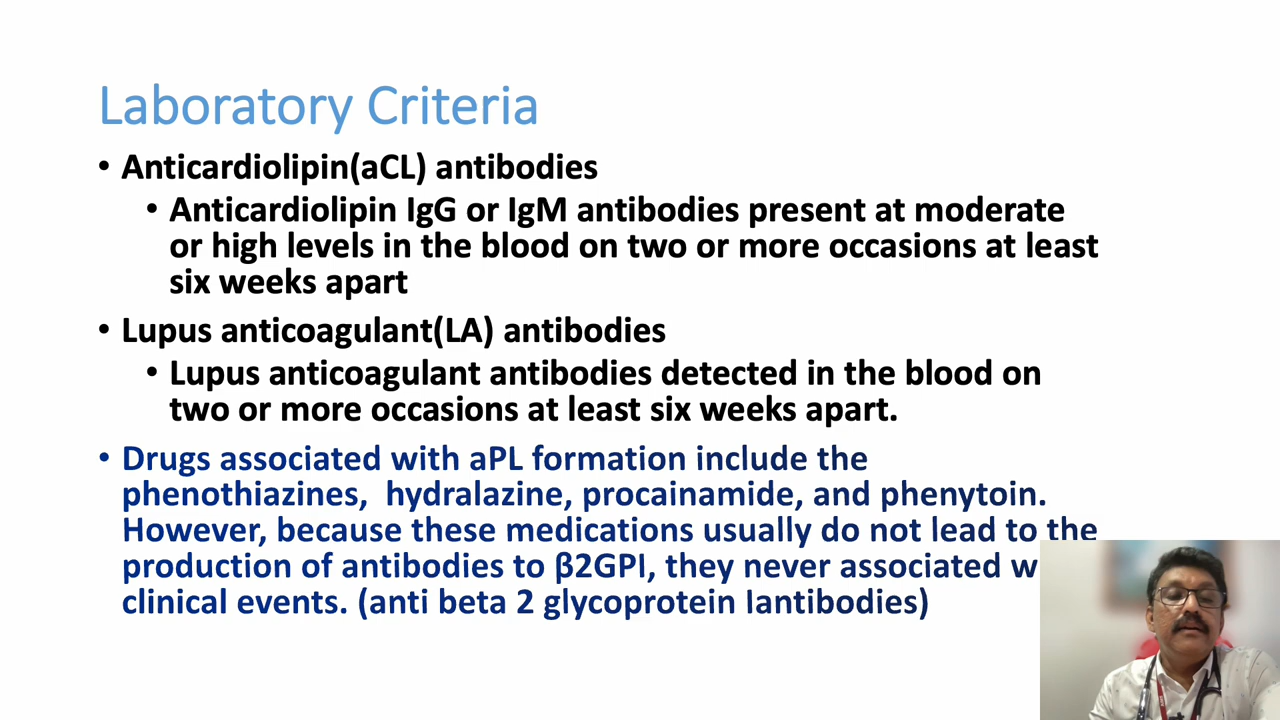 Laboratory Criteria
• Anticardiolipin(aCL) antibodies
• Anticardiolipin IgG or IgM antibodies present at moderate
or high levels in the blood on two or more occasions at least
six weeks apart
• Lupus anticoagulant(LA) antibodies
• Lupus anticoagulant antibodies detected in the blood on
two or more occasions at least six weeks apart.
• Drugs associated with aPL formation include the
phenothiazines, hydralazine, procainamide, and phenytoin.
However, because these medications usually do not lead to the
production of antibodies to β2GPI, they never associated
clinical events. (anti beta 2 glycoprotein Iantibodies)